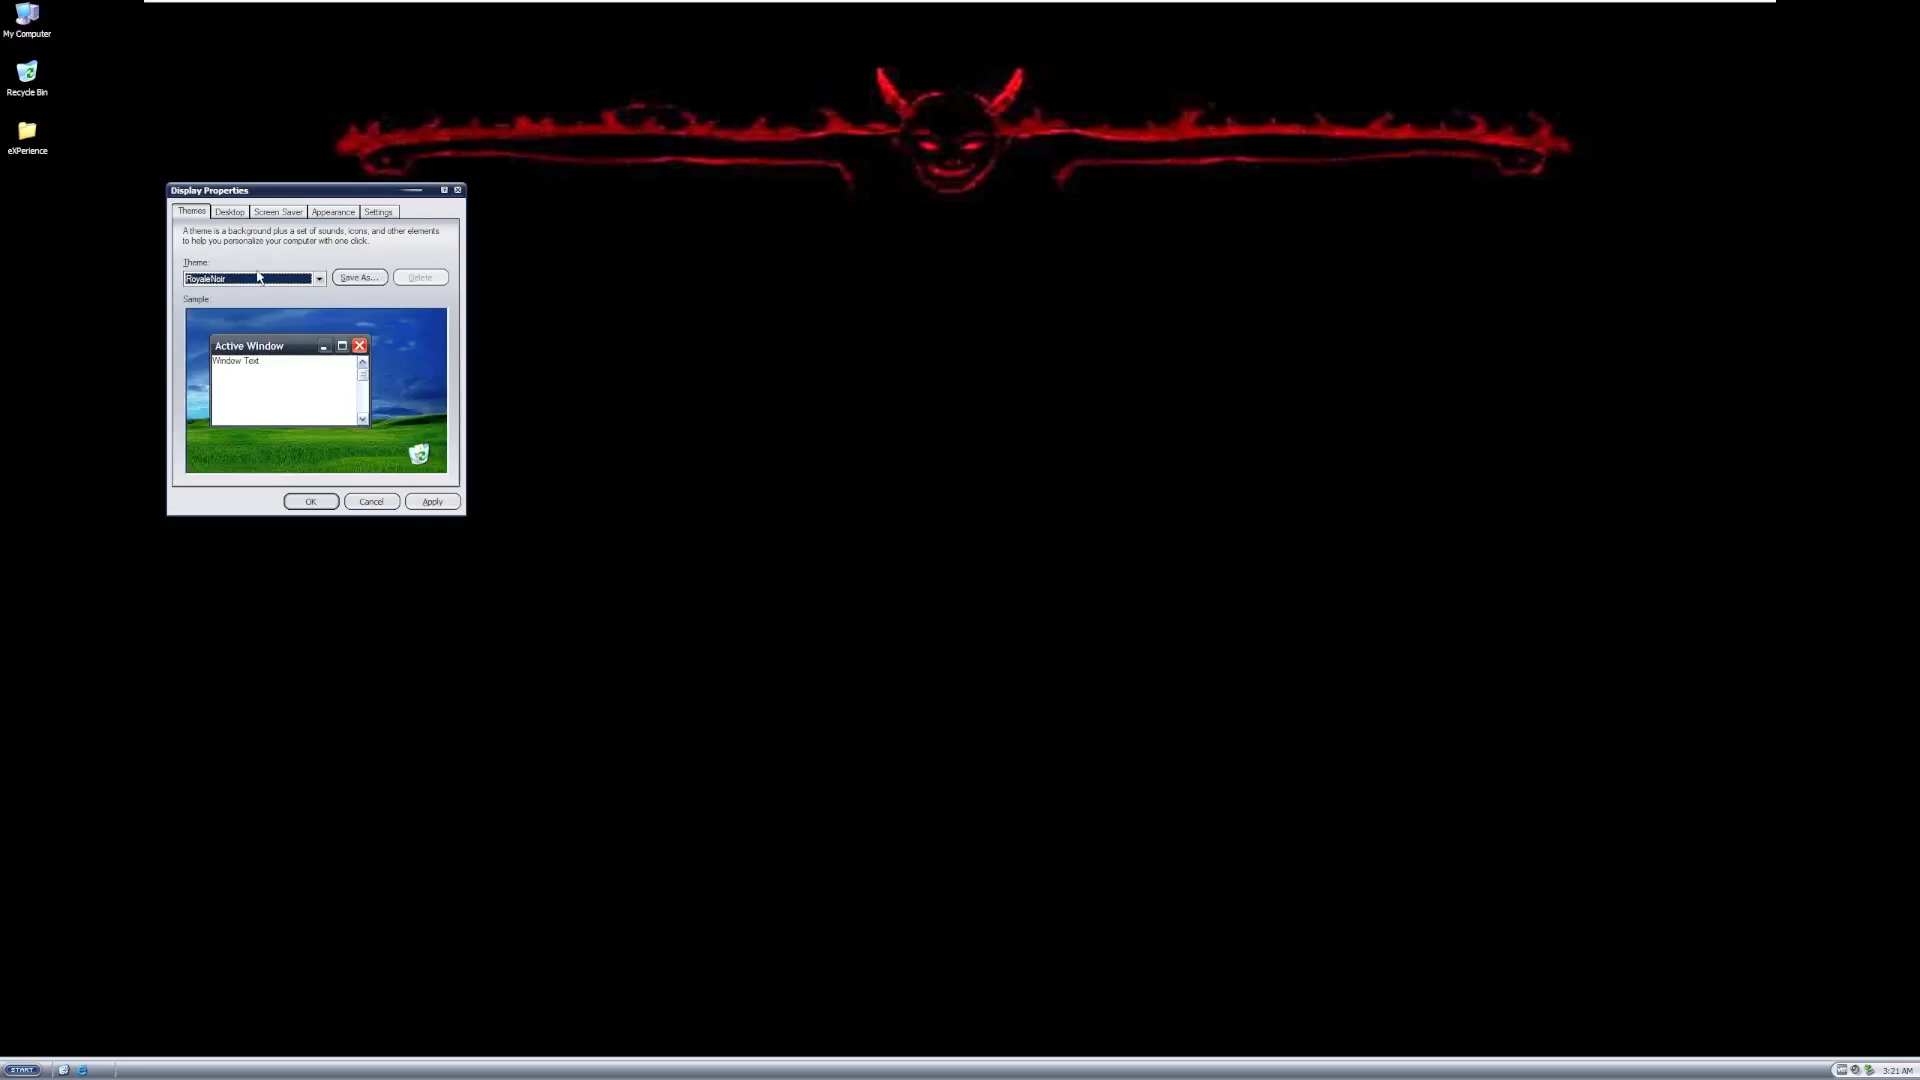 My Computer
Recycle Bin
eXPerience
Display Properties
Themes
Desktop
Screen Saver
Appearance
Settings
A theme is a background plus a set of sounds, icons, and other elements
to help you personalize your computer with one click.
Theme:
RoyaleNoir
Save As...
Delete
Sample:
Active Window
Window Text
OK
Cancel
Apply
START
3:21 AM